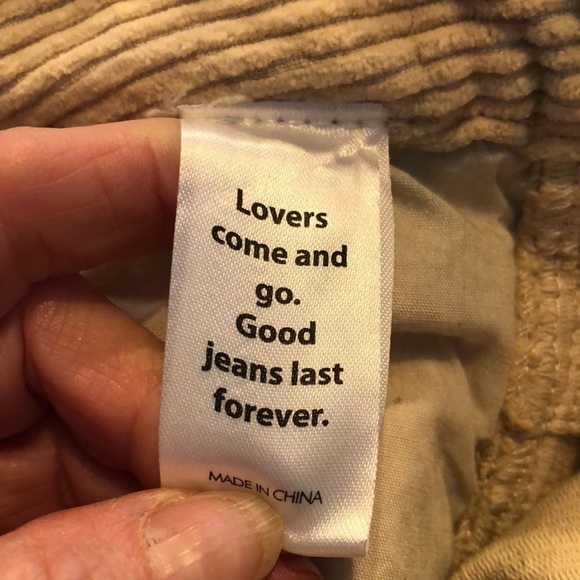 Lovers
come and
go.
Good
jeans last
forever.
MADE IN CHINA